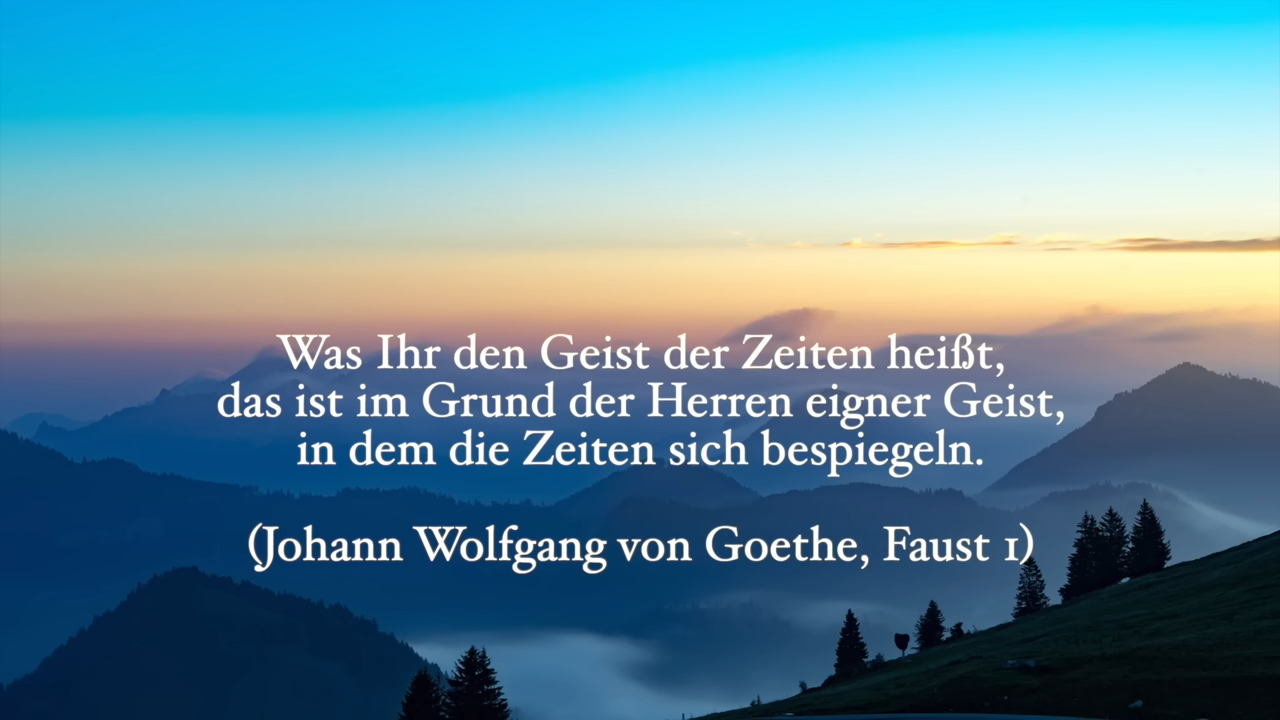 Was Ihr den Geist der Zeiten heißt,
das ist im Grund der Herren eigner Geist,
in dem die Zeiten sich bespiegeln.
(Johann Wolfgang von Goethe, Faust 1)